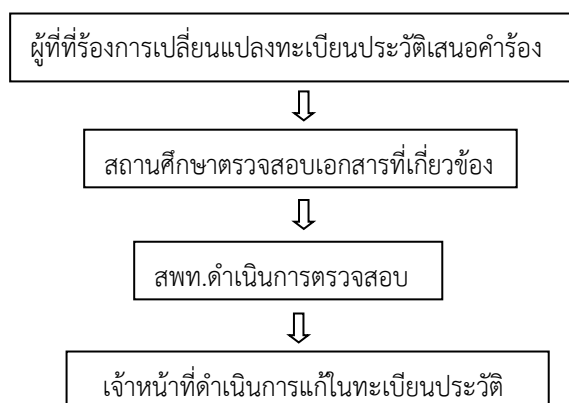 ผู้ที่ที่ร้องการเปลี่ยนแปลงทะเบียนประวัติเสนอคำร้อง
สถานศึกษาตรวจสอบเอกสารที่เกี่ยวข้อง
สพท.ดำเนินการตรวจสอบ
เจ้าหน้าที่ดำเนินการแก้ในทะเบียนประวัติ